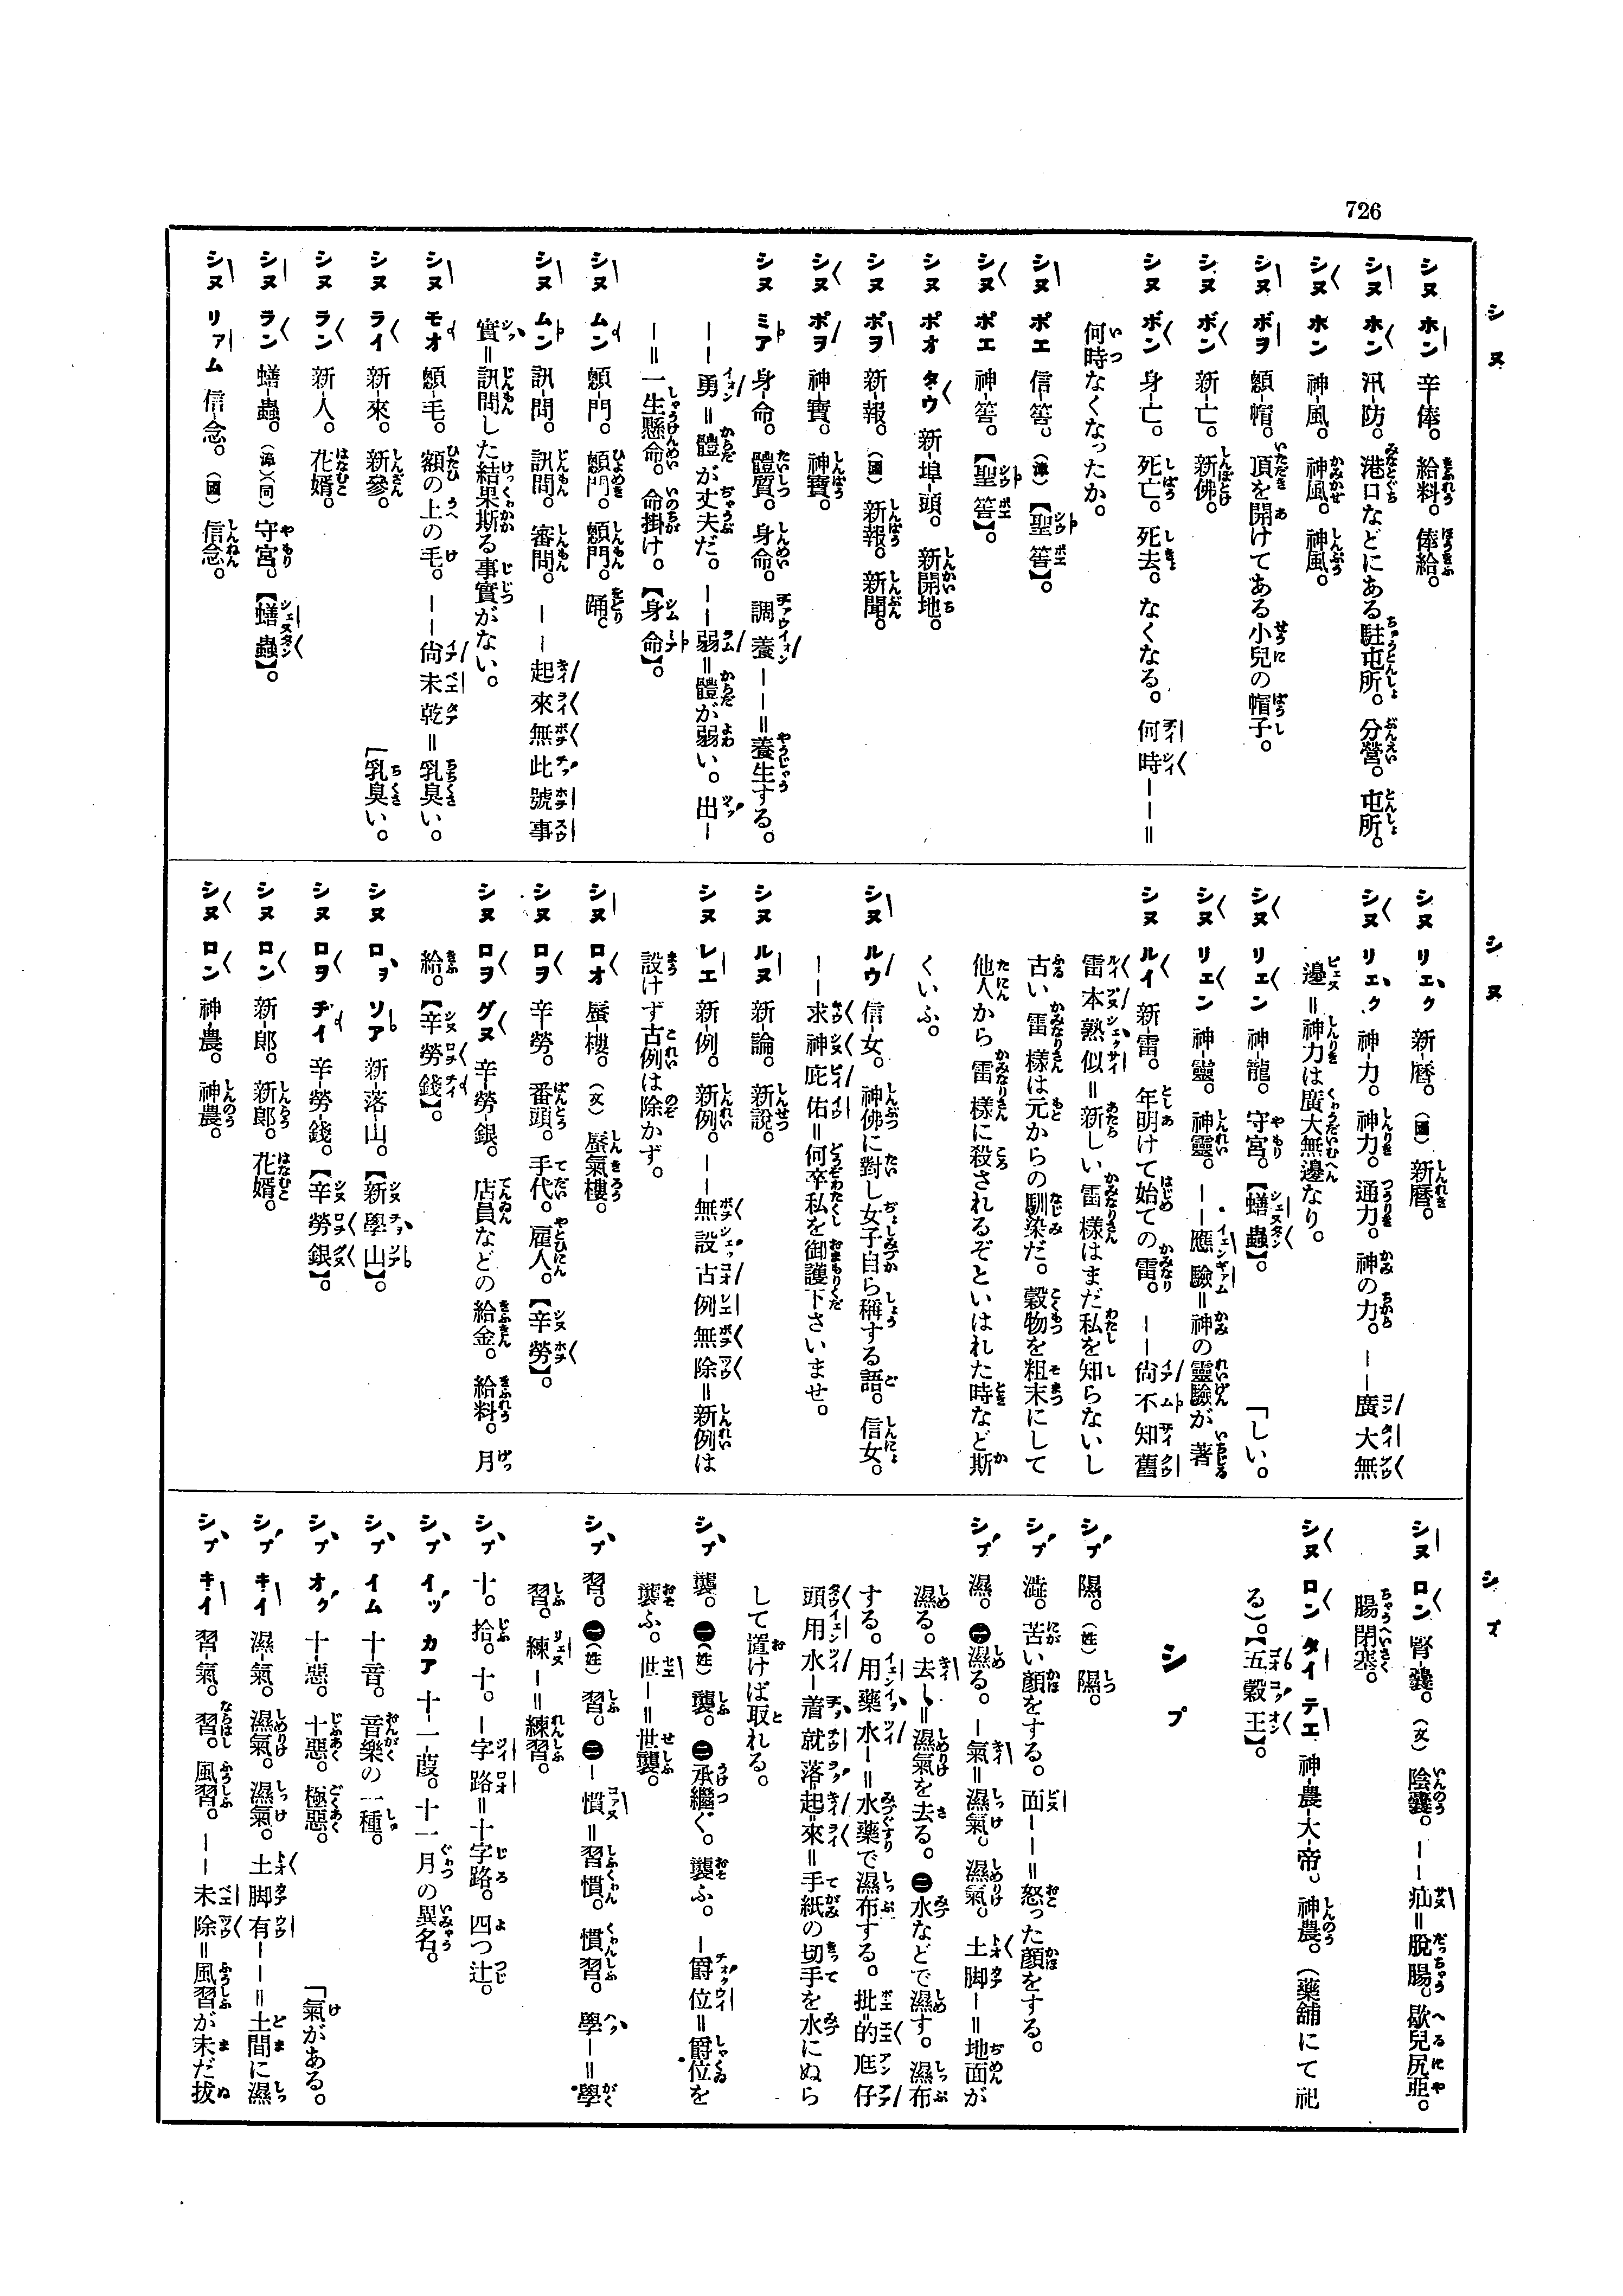 726
シヌ
シヌ ホン 辛-俸。給料。俸給。
シヌ ホン 汛-防。港口などにある駐屯所。分營。屯所。
シヌ ホン 神-風。神風。神風。
シヌ ボヲ 顖-帽。頂を開けてある小兒の帽子。
シヌ ボン 新-亡。新佛。
シヌ ボン 身-亡。死亡。死去。なくなる。何時――=
何時なくなったか。
シヌ ポエ 信-筶。(漳)【聖筶】。
シヌ ポエ 神-筶。【聖筶】。
シヌ ポオ タウ 新-埠-頭。新開地。
シヌ ポヲ 新-報。(國)新報。新聞。
シヌ ポヲ 神-寶。神寶。
シヌ ミア 身-命。體質。身命。調養――=養生する。
――勇=體が丈夫だ。――弱=體が弱い。出―
―=一生懸命。命掛け。【身命】。
シヌ ムン 顖-門。顖門。顖門。踊。
シヌ ムン 訊-問。訊問。審問。――起來無此號事
實=訊問した結果斯る事實がない。
シヌ モオ 顖-毛。額の上の毛。――尙未乾=乳臭い。
シヌ ライ 新-來。新參。
「乳臭い。
シヌ ラン 新-人。花婿。
シヌ ラン 蟮-蟲。(漳)(同)守宮。【蟮蟲】。
シヌ リアム 信-念。(國)信念。
シヌ
シヌ リエク 新-曆。(國)新曆。
シヌ リエク 神-力。神力。通力。神の力。――廣大無
邊=神力は廣大無邊なり。
シヌ リエン 神-龍。守宮。【蟮蟲】。
「しい。
シヌ リエン 神-靈。神靈。――應驗=神の靈驗が著
シヌ ルイ 新-雷。年明けて始ての雷。――尙不知舊
雷本熟似=新しい雷樣はまだ私を知らないし
古い雷樣は元からの馴染だ。穀物を粗末にして
他人から雷樣に殺されるぞといはれた時など斯
くいふ。
シヌ ルウ 信-女。神佛に對し女子自ら稱する語。信女。
――求神庇佑=何卒私を御護下さいませ。
シヌ ルヌ 新-論。新說。
シヌ レエ 新-例。新例。――無設古例無除=新例は
設けず古例は除かず。
シヌ ロオ 蜃-樓。(文)蜃氣樓。
シヌ ロヲ 辛-勞。番頭。手代。雇人。【辛勞】。
シヌ ロヲ グヌ 辛-勞-銀。店員などの給金。給料。月
給。【辛勞錢】。
シヌ ロヲ ソア 新-落-山。【新學山】。
シヌ ロヲ ヂイ 辛-勞-錢。【辛勞銀】。
シヌ ロン 新-郞。新郞。花婿。
シヌ ロン 神-農。神農。
シプ
シヌ ロン 腎-囊。(文)陰囊。――疝=脫腸。歇兒尻亞。
腸閉塞。
シヌ ロン タイ テエ 神-農-大-帝。神農。(藥舖にて祀
る)。【五穀王】。
シプ
シプ 隰。(姓)隰。
シプ 澁。苦い顏をする。面――=怒った顏をする。
シプ 濕。㊀濕る。―氣=濕氣。濕氣。土脚―=地面が
濕る。去―=濕氣を去る。㊁水などで濕す。濕布
する。用藥水―=水藥で濕布する。批的尫仔
頭用水―着就落起來=手紙の切手を水にぬら
して置けば取れる。
シプ 襲。㊀(姓)襲。㊁承繼ぐ。襲ふ。―爵位=爵位を
襲ふ。世―=世襲。
シプ 習。㊀(姓)習。㊁―慣=習慣。慣習。學―=學
習。練―=練習。
シプ 十。拾。十。―字路=十字路。四つ辻。
シプ イッ カア 十-一-葭。十一月の異名。
シプ イム 十-音。音樂の一種。
シプ オク 十-惡。十惡。極惡。
「氣がある。
シプ キイ 濕-氣。濕氣。濕氣。土脚有――=土間に濕
シプ キイ 習-氣。習。風習。――未除=風習が未だ拔